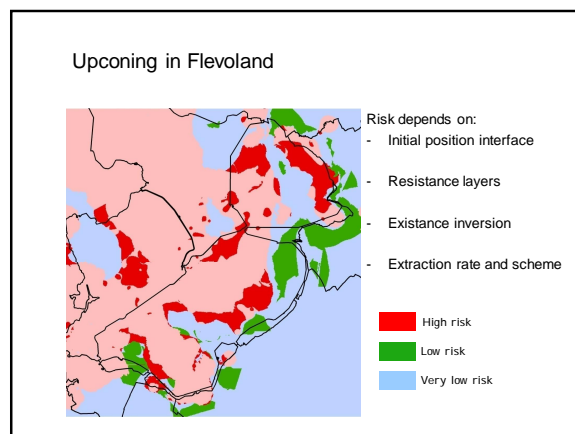 Upconing in Flevoland
Risk depends on:
- Initial position interface
- Resistance layers
- Existance inversion
- Extraction rate and scheme
High risk
Low risk
Very low risk